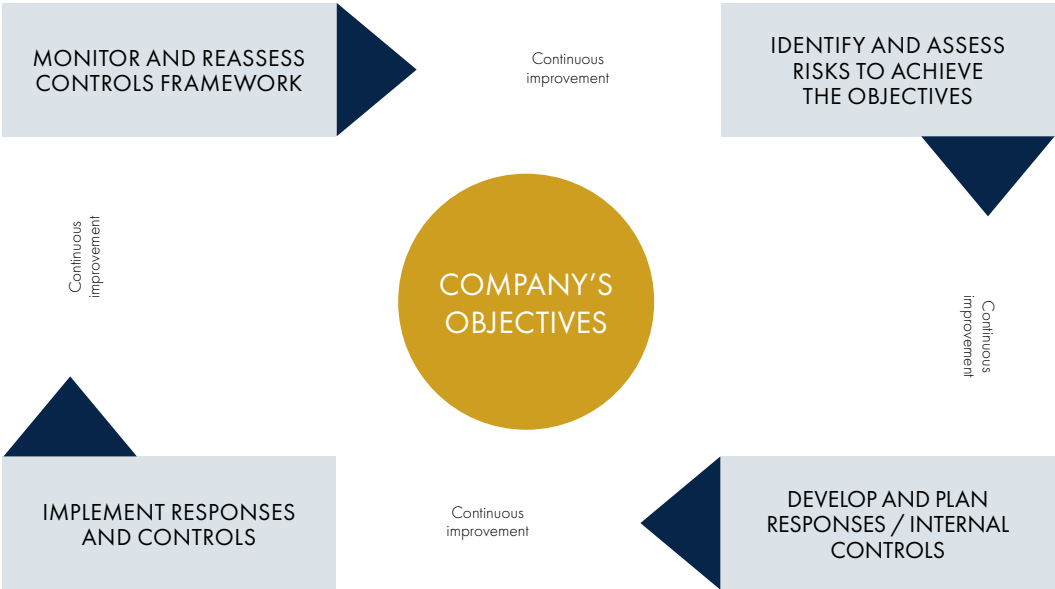 MONITOR AND REASSESS
CONTROLS FRAMEWORK
Continuous
improvement
IDENTIFY AND ASSESS
RISKS TO ACHIEVE
THE OBJECTIVES
Continuous
improvement
COMPANY’S
OBJECTIVES
Continuous
improvement
IMPLEMENT RESPONSES
AND CONTROLS
Continuous
improvement
DEVELOP AND PLAN
RESPONSES / INTERNAL
CONTROLS